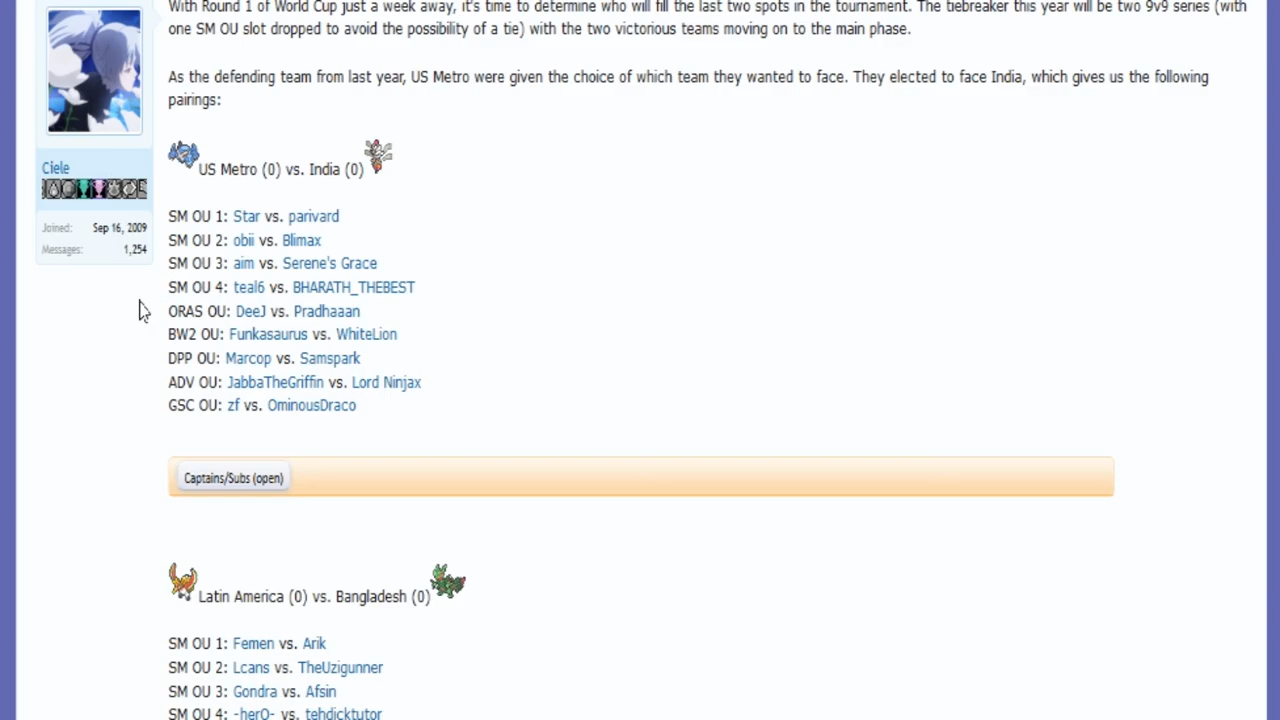 With Round 1 of World Cup just a week away, it's time to determine who will fill the last two spots in the tournament. The tiebreaker this year will be two 9v9 series (with
one SM OU slot dropped to avoid the possibility of a tie) with the two victorious teams moving on to the main phase.
As the defending team from last year, US Metro were given the choice of which team they wanted to face. They elected to face India, which gives us the following
pairings:
Ciele
Joined: Sep 16, 2009
Messages: 1,254
US Metro (0) vs. India (0)
SM OU 1: Star vs. parivard
SM OU 2: obii vs. Blimax
SM OU 3: aim vs. Serene's Grace
SM OU 4: teal6 vs. BHARATH_THEBEST
ORAS OU: DeeJ vs. Pradhaaan
BW2 OU: Funkasaurus vs. WhiteLion
DPP OU: Marcop vs. Samspark
ADV OU: JabbaTheGriffin vs. Lord Ninjax
GSC OU: zf vs. OminousDraco
Captains/Subs (open)
Latin America (0) vs. Bangladesh (0)
SM OU 1: Femen vs. Arik
SM OU 2: Lcans vs. TheUzigunner
SM OU 3: Gondra vs. Afsin
SM OU 4: -herO- vs. tehdicktutor